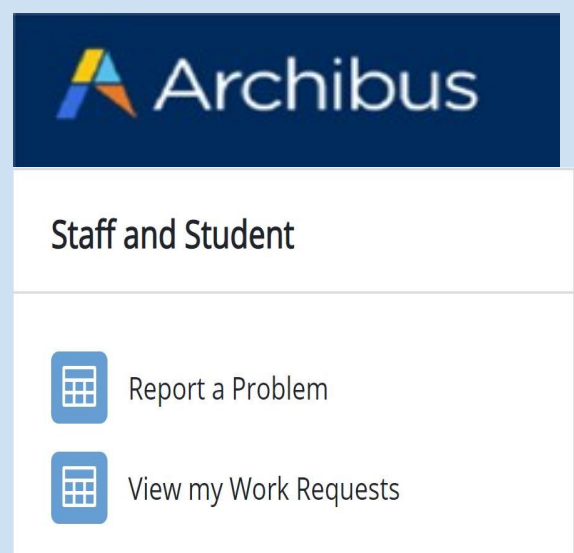 Archibus
Staff and Student
Report a Problem
View my Work Requests